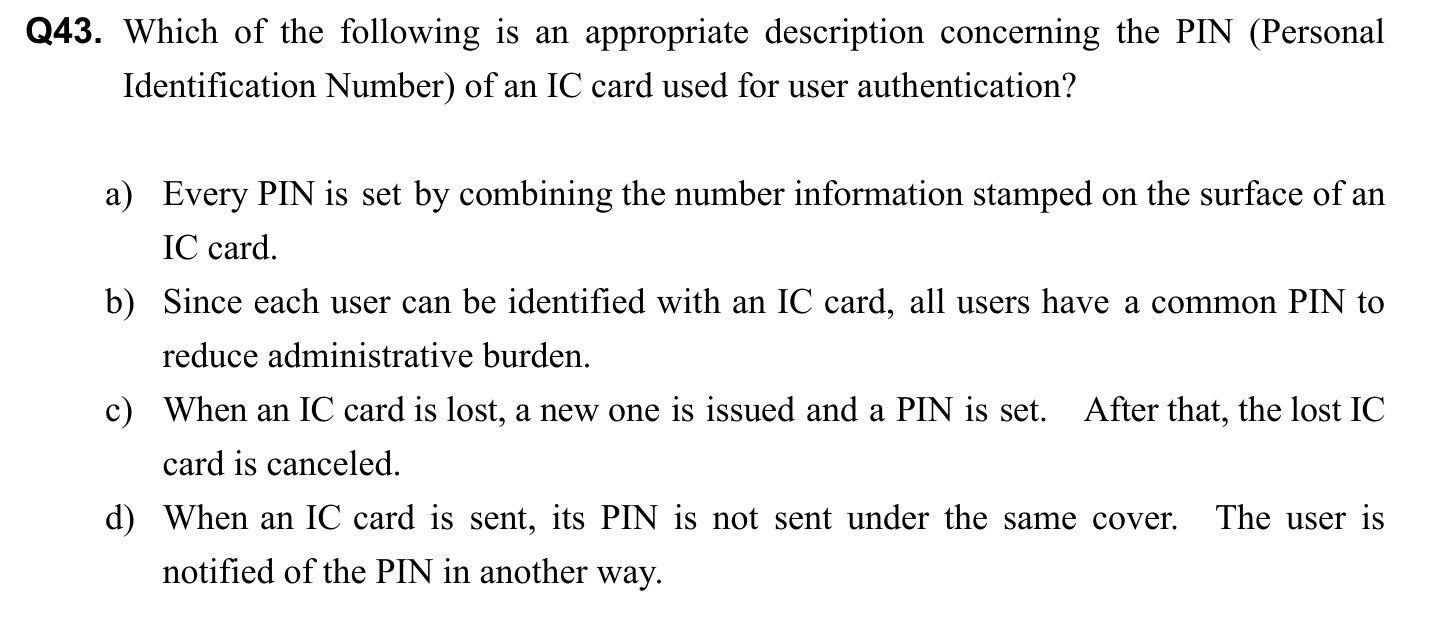 Q43. Which of the following is an appropriate description concerning the PIN (Personal
Identification Number) of an IC card used for user authentication?
a) Every PIN is set by combining the number information stamped on the surface of an
IC card.
b) Since each user can be identified with an IC card, all users have a common PIN to
reduce administrative burden.
c) When an IC card is lost, a new one is issued and a PIN is set. After that, the lost IC
card is canceled.
d) When an IC card is sent, its PIN is not sent under the same cover. The user is
notified of the PIN in another way.